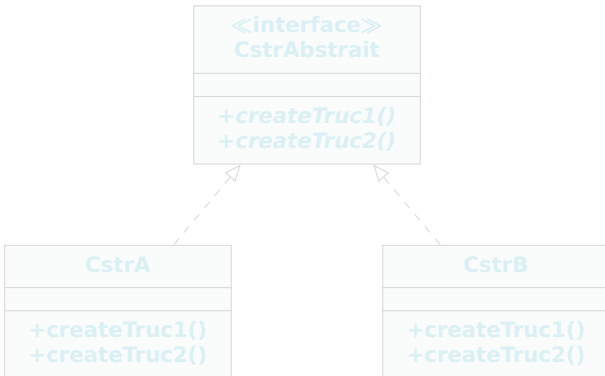 ≪interface≫
CstrAbstrait
+createTruc1()
+createTruc2()
CstrA
+createTruc1()
+createTruc2()
CstrB
+createTruc1()
+createTruc2()